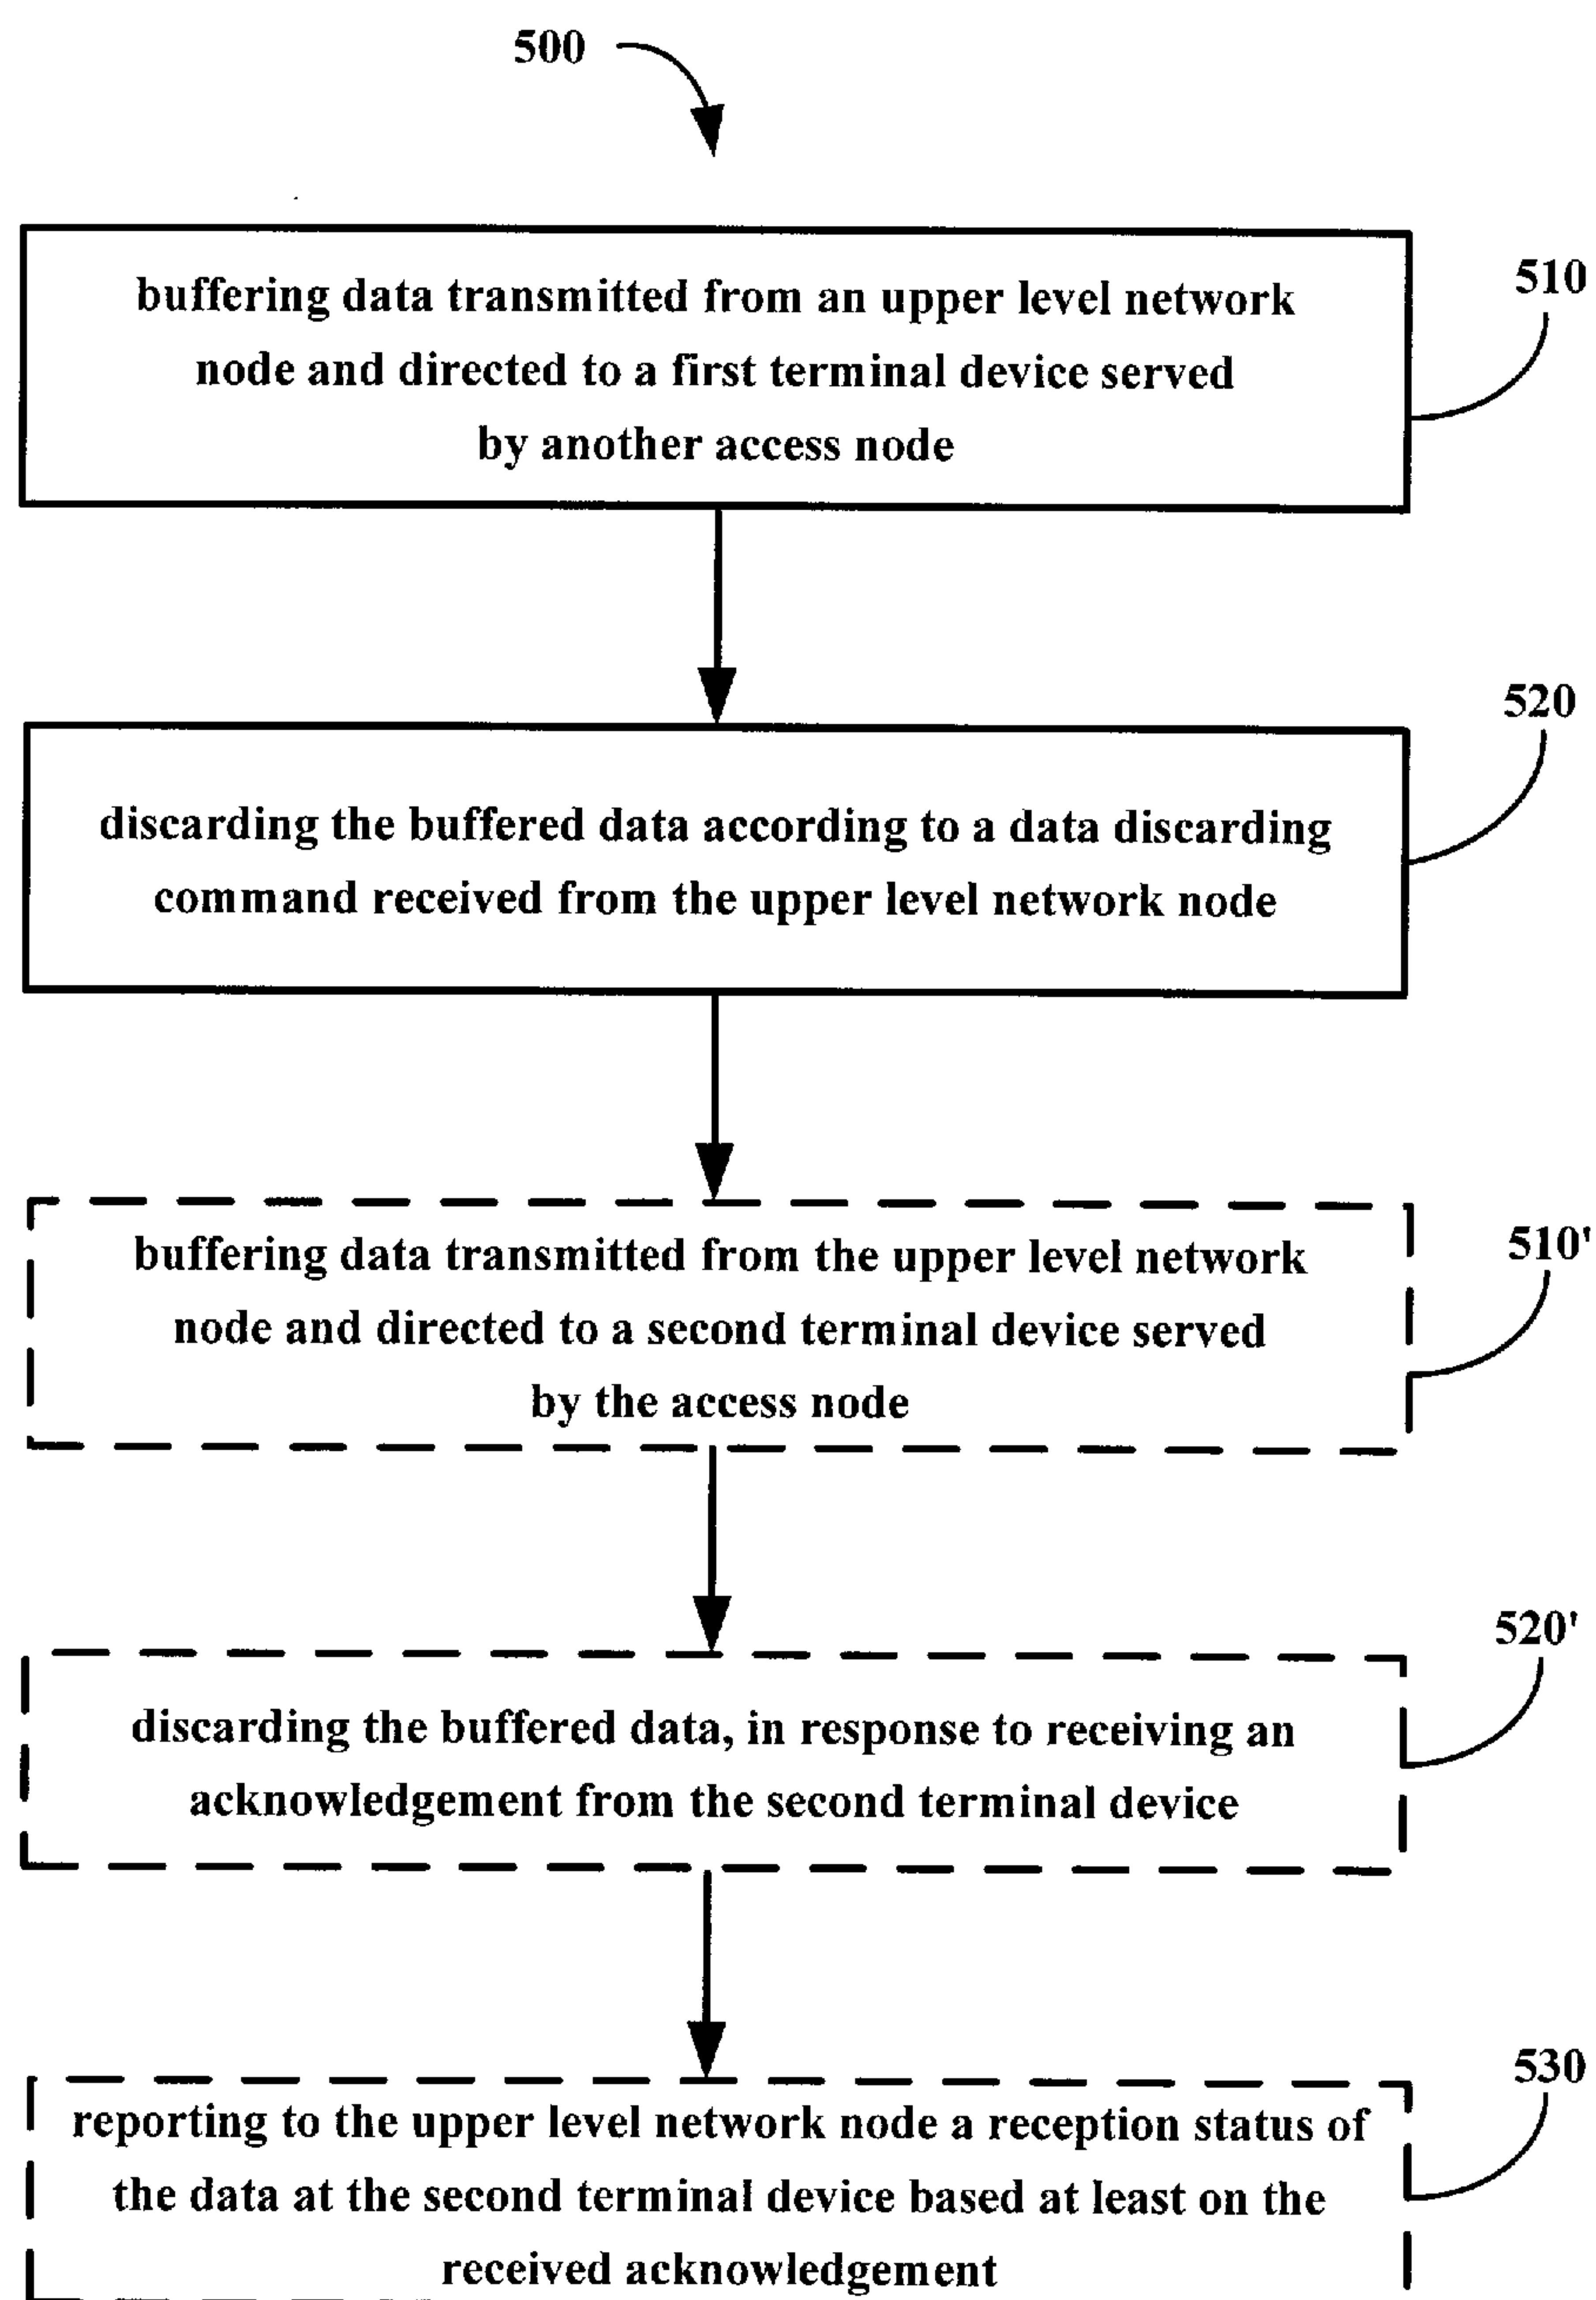 500
buffering data transmitted from an upper level network
node and directed to a first terminal device served
by another access node
510
discarding the buffered data according to a data discarding
command received from the upper level network node
520
buffering data transmitted from the upper level network
node and directed to a second terminal device served
by the access node
510'
discarding the buffered data, in response to receiving an
acknowledgement from the second terminal device
520'
reporting to the upper level network node a reception status of
the data at the second terminal device based at least on the
received acknowledgement
530